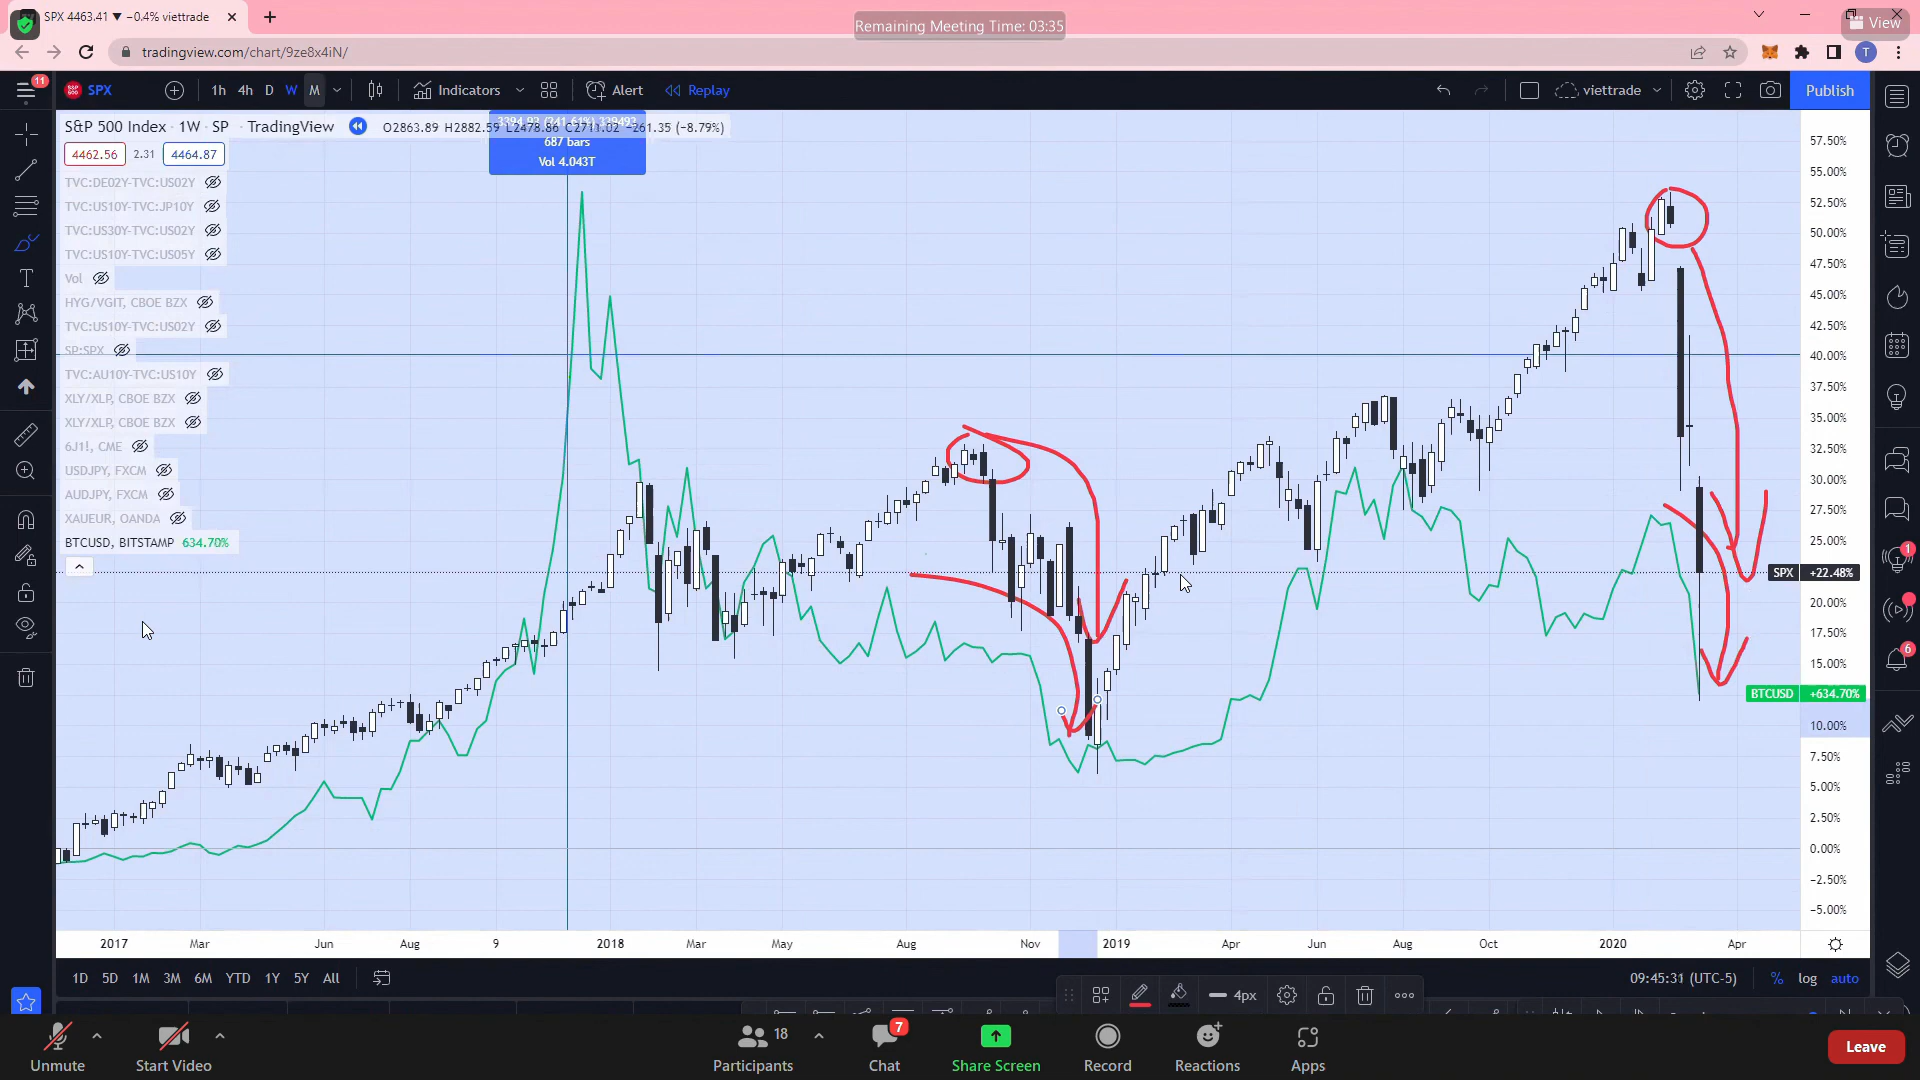 SPX 4463.41 ▼ −0.4% viettrade
Remaining Meeting Time: 03:35
View
tradingview.com/chart/9ze8x4iN/
T
11
SPX
1h 4h D W M
Indicators
Alert
Replay
viettrade
Publish
S&P 500 Index · 1W · SP · TradingView
O2863.89 H2882.59 L2478.86 C2711.02 −261.35 (−8.79%)
687 bars
Vol 4.043T
4462.56 2.31 4464.87
TVC:DE02Y-TVC:US02Y
TVC:US10Y-TVC:JP10Y
TVC:US30Y-TVC:US02Y
TVC:US10Y-TVC:US05Y
Vol
HYG/VGIT, CBOE BZX
TVC:US10Y-TVC:US02Y
SP:SPX
TVC:AU10Y-TVC:US10Y
XLY/XLP, CBOE BZX
XLY/XLP, CBOE BZX
6J1!, CME
USDJPY, FXCM
AUDJPY, FXCM
XAUEUR, OANDA
BTCUSD, BITSTAMP 634.70%
57.50%
55.00%
52.50%
50.00%
47.50%
45.00%
42.50%
40.00%
37.50%
35.00%
32.50%
30.00%
27.50%
25.00%
SPX +22.48%
20.00%
17.50%
15.00%
BTCUSD +634.70%
10.00%
7.50%
5.00%
2.50%
0.00%
−2.50%
−5.00%
1
6
2017 Mar Jun Aug 9 2018 Mar May Aug Nov 2019 Apr Jun Aug Oct 2020 Apr
1D 5D 1M 3M 6M YTD 1Y 5Y All
09:45:31 (UTC-5) % log auto
4px
Unmute
Start Video
18
Participants
7
Chat
Share Screen
Record
Reactions
Apps
Leave